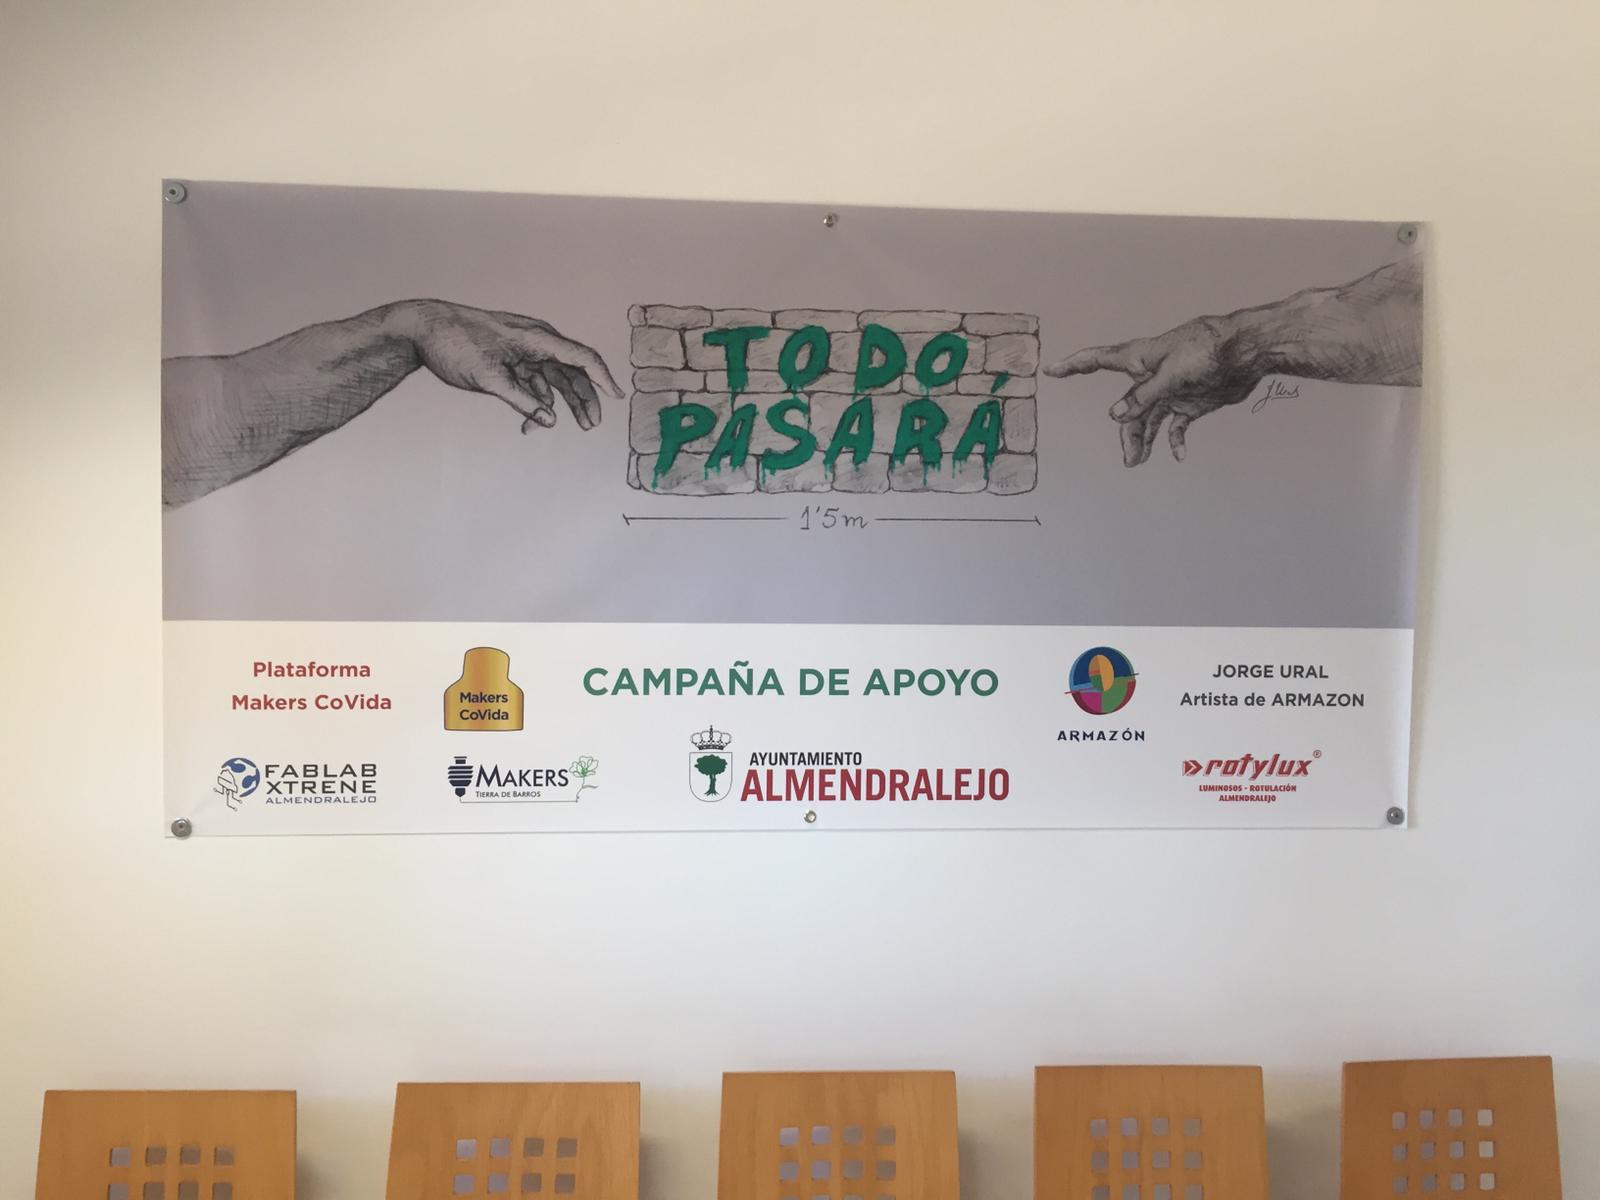 TODO,
PASARÁ
1'5m
J Ural
Plataforma
Makers CoVida
Makers
CoVida
CAMPAÑA DE APOYO
ARMAZÓN
JORGE URAL
Artista de ARMAZON
FABLAB
XTRENE
ALMENDRALEJO
MAKERS
TIERRA DE BARROS
AYUNTAMIENTO
ALMENDRALEJO
rotylux®
LUMINOSOS - ROTULACIÓN
ALMENDRALEJO